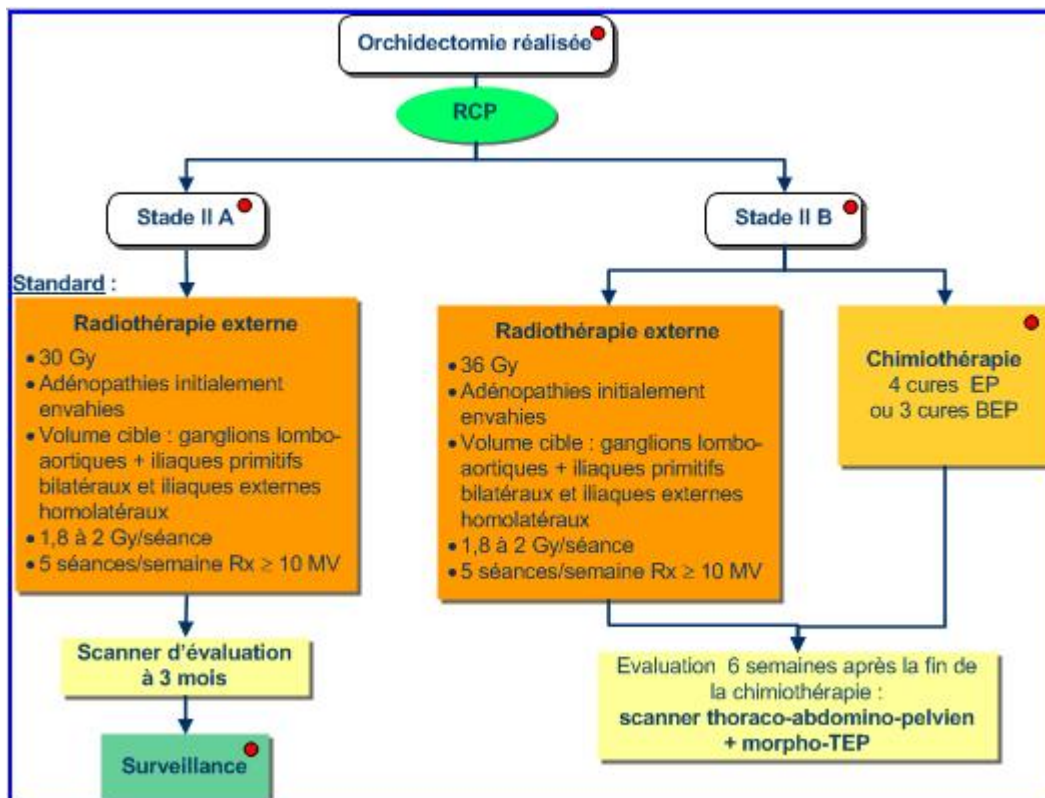 Orchidectomie réalisée
RCP
Stade II A
Stade II B
Standard :
Radiothérapie externe
• 30 Gy
• Adénopathies initialement
envahies
• Volume cible : ganglions lombo-
aortiques + iliaques primitifs
bilatéraux et iliaques externes
homolatéraux
• 1,8 à 2 Gy/séance
• 5 séances/semaine Rx ≥ 10 MV
Radiothérapie externe
• 36 Gy
• Adénopathies initialement
envahies
• Volume cible : ganglions lombo-
aortiques + iliaques primitifs
bilatéraux et iliaques externes
homolatéraux
• 1,8 à 2 Gy/séance
• 5 séances/semaine Rx ≥ 10 MV
Chimiothérapie
4 cures EP
ou 3 cures BEP
Scanner d'évaluation
à 3 mois
Surveillance
Evaluation 6 semaines après la fin de
la chimiothérapie :
scanner thoraco-abdomino-pelvien
+ morpho-TEP